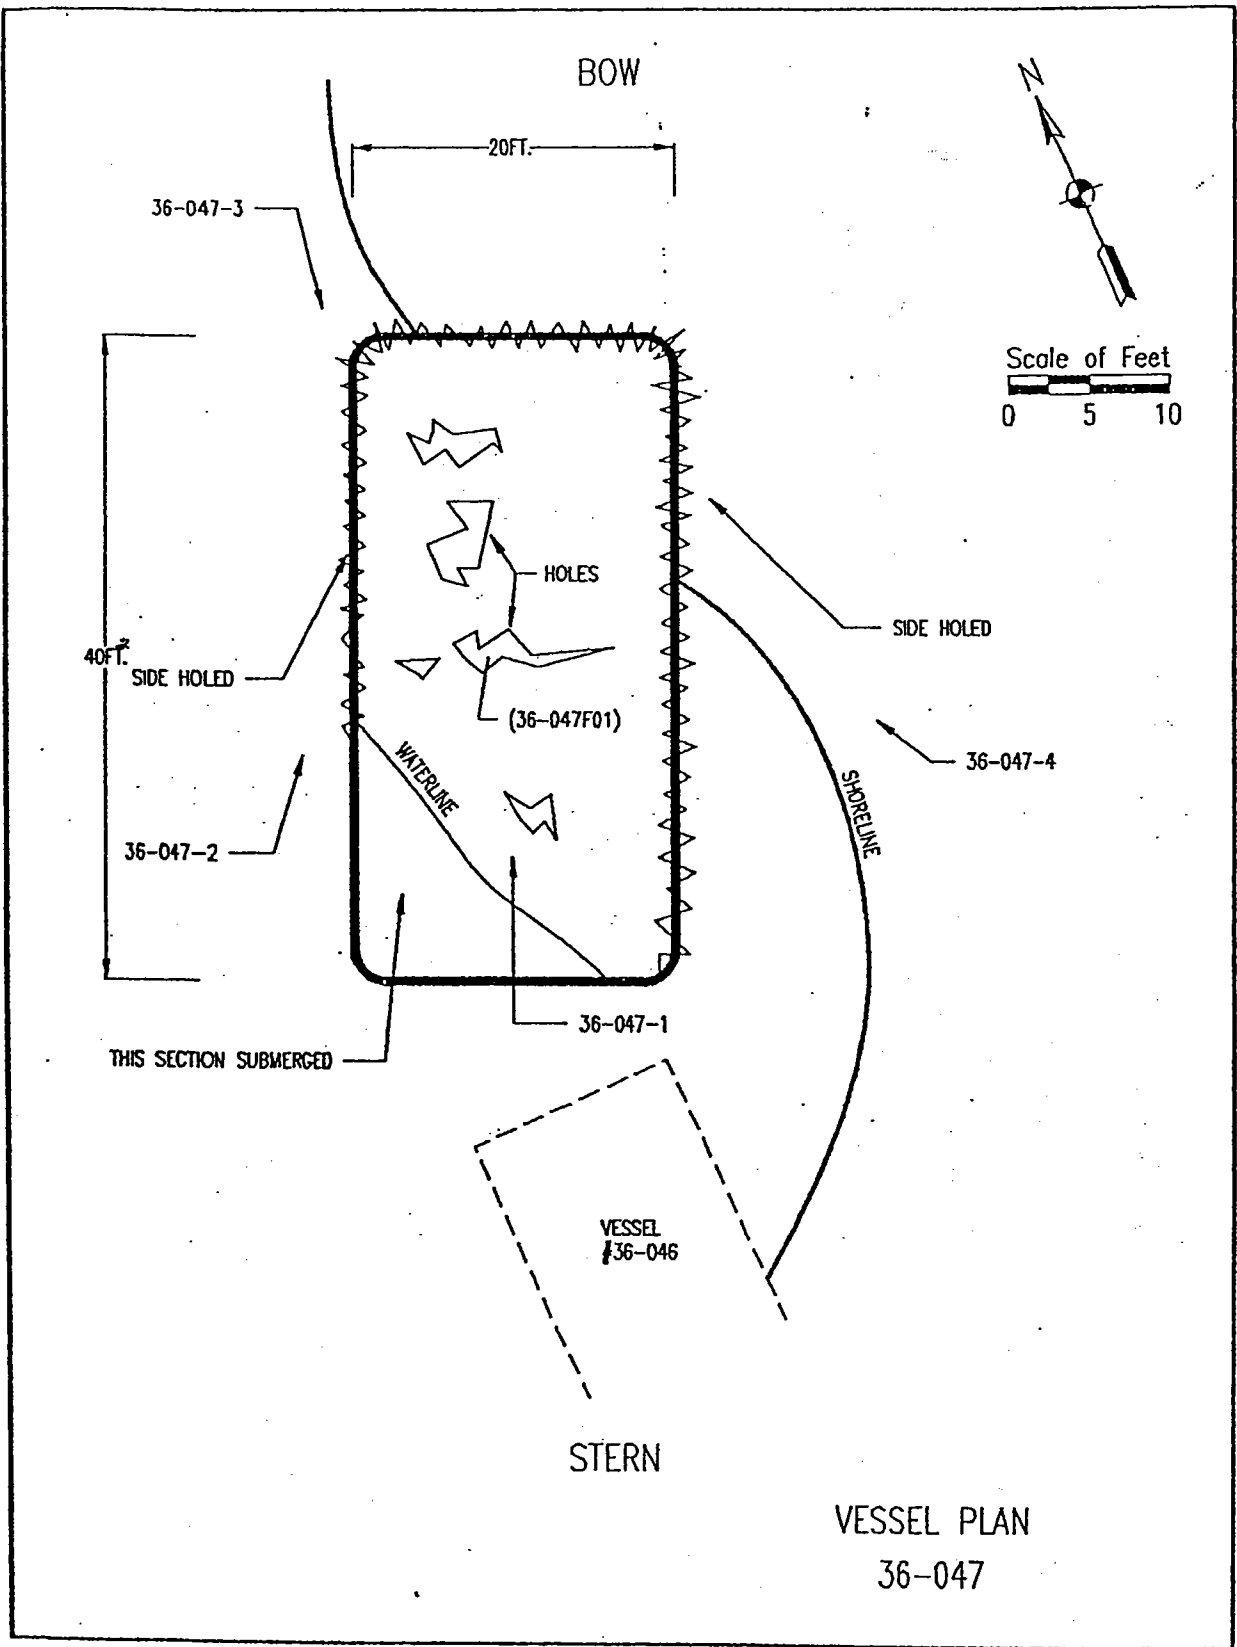 BOW
N
20FT.
36-047-3
Scale of Feet
0 5 10
HOLES
SIDE HOLED
40FT.
SIDE HOLED
(36-047F01)
WATERLINE
36-047-4
SHORELINE
36-047-2
36-047-1
THIS SECTION SUBMERGED
VESSEL
#36-046
STERN
VESSEL PLAN
36-047